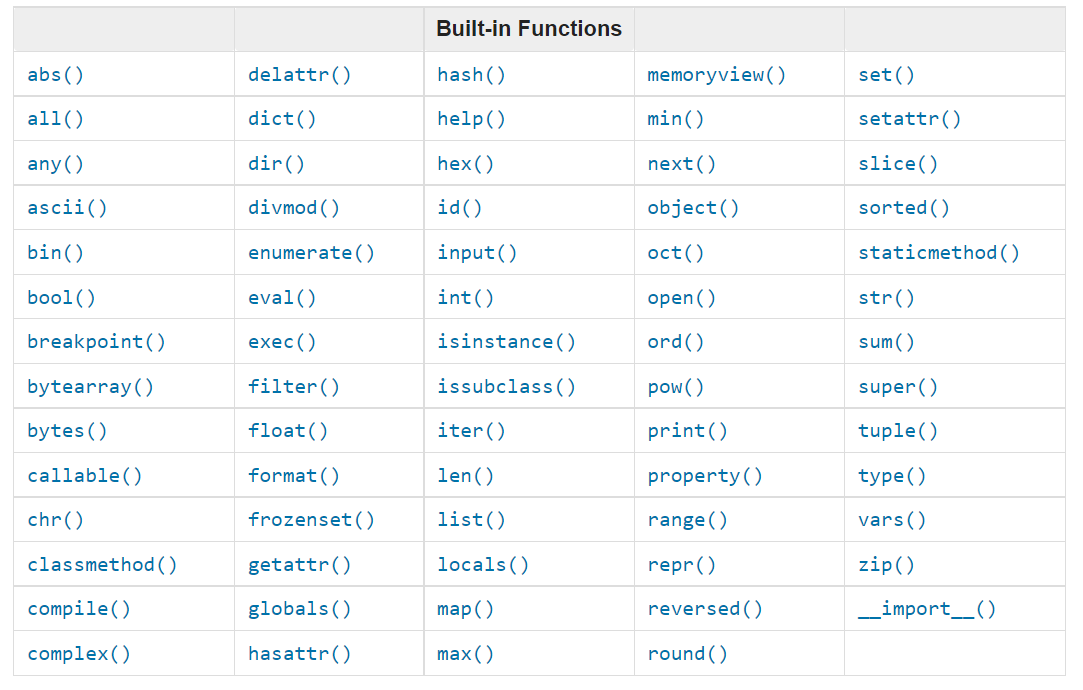 Built-in Functions
abs() delattr() hash() memoryview() set()
all() dict() help() min() setattr()
any() dir() hex() next() slice()
ascii() divmod() id() object() sorted()
bin() enumerate() input() oct() staticmethod()
bool() eval() int() open() str()
breakpoint() exec() isinstance() ord() sum()
bytearray() filter() issubclass() pow() super()
bytes() float() iter() print() tuple()
callable() format() len() property() type()
chr() frozenset() list() range() vars()
classmethod() getattr() locals() repr() zip()
compile() globals() map() reversed() __import__()
complex() hasattr() max() round()